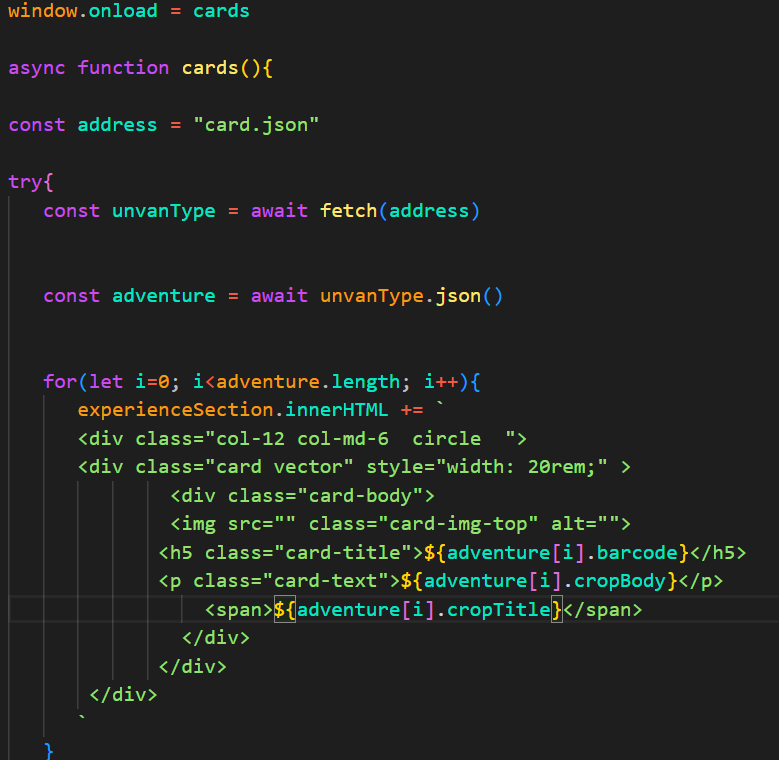 window.onload = cards
async function cards(){
const address = "card.json"
try{
const unvanType = await fetch(address)
const adventure = await unvanType.json()
for(let i=0; i<adventure.length; i++){
experienceSection.innerHTML += `
<div class="col-12 col-md-6  circle  ">
<div class="card vector" style="width: 20rem;" >
<div class="card-body">
<img src="" class="card-img-top" alt="">
<h5 class="card-title">${adventure[i].barcode}</h5>
<p class="card-text">${adventure[i].cropBody}</p>
<span>${adventure[i].cropTitle}</span>
</div>
</div>
</div>
`
}